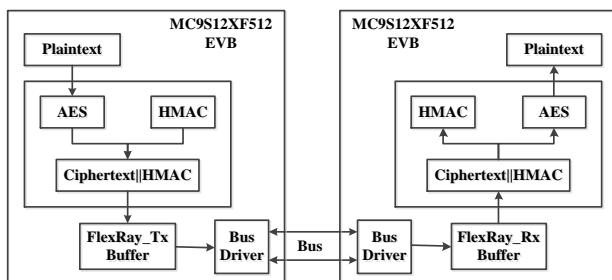 MC9S12XF512
EVB
Plaintext
AES
HMAC
Ciphertext||HMAC
FlexRay_Tx
Buffer
Bus
Driver
Bus
MC9S12XF512
EVB
Plaintext
HMAC
AES
Ciphertext||HMAC
Bus
Driver
FlexRay_Rx
Buffer